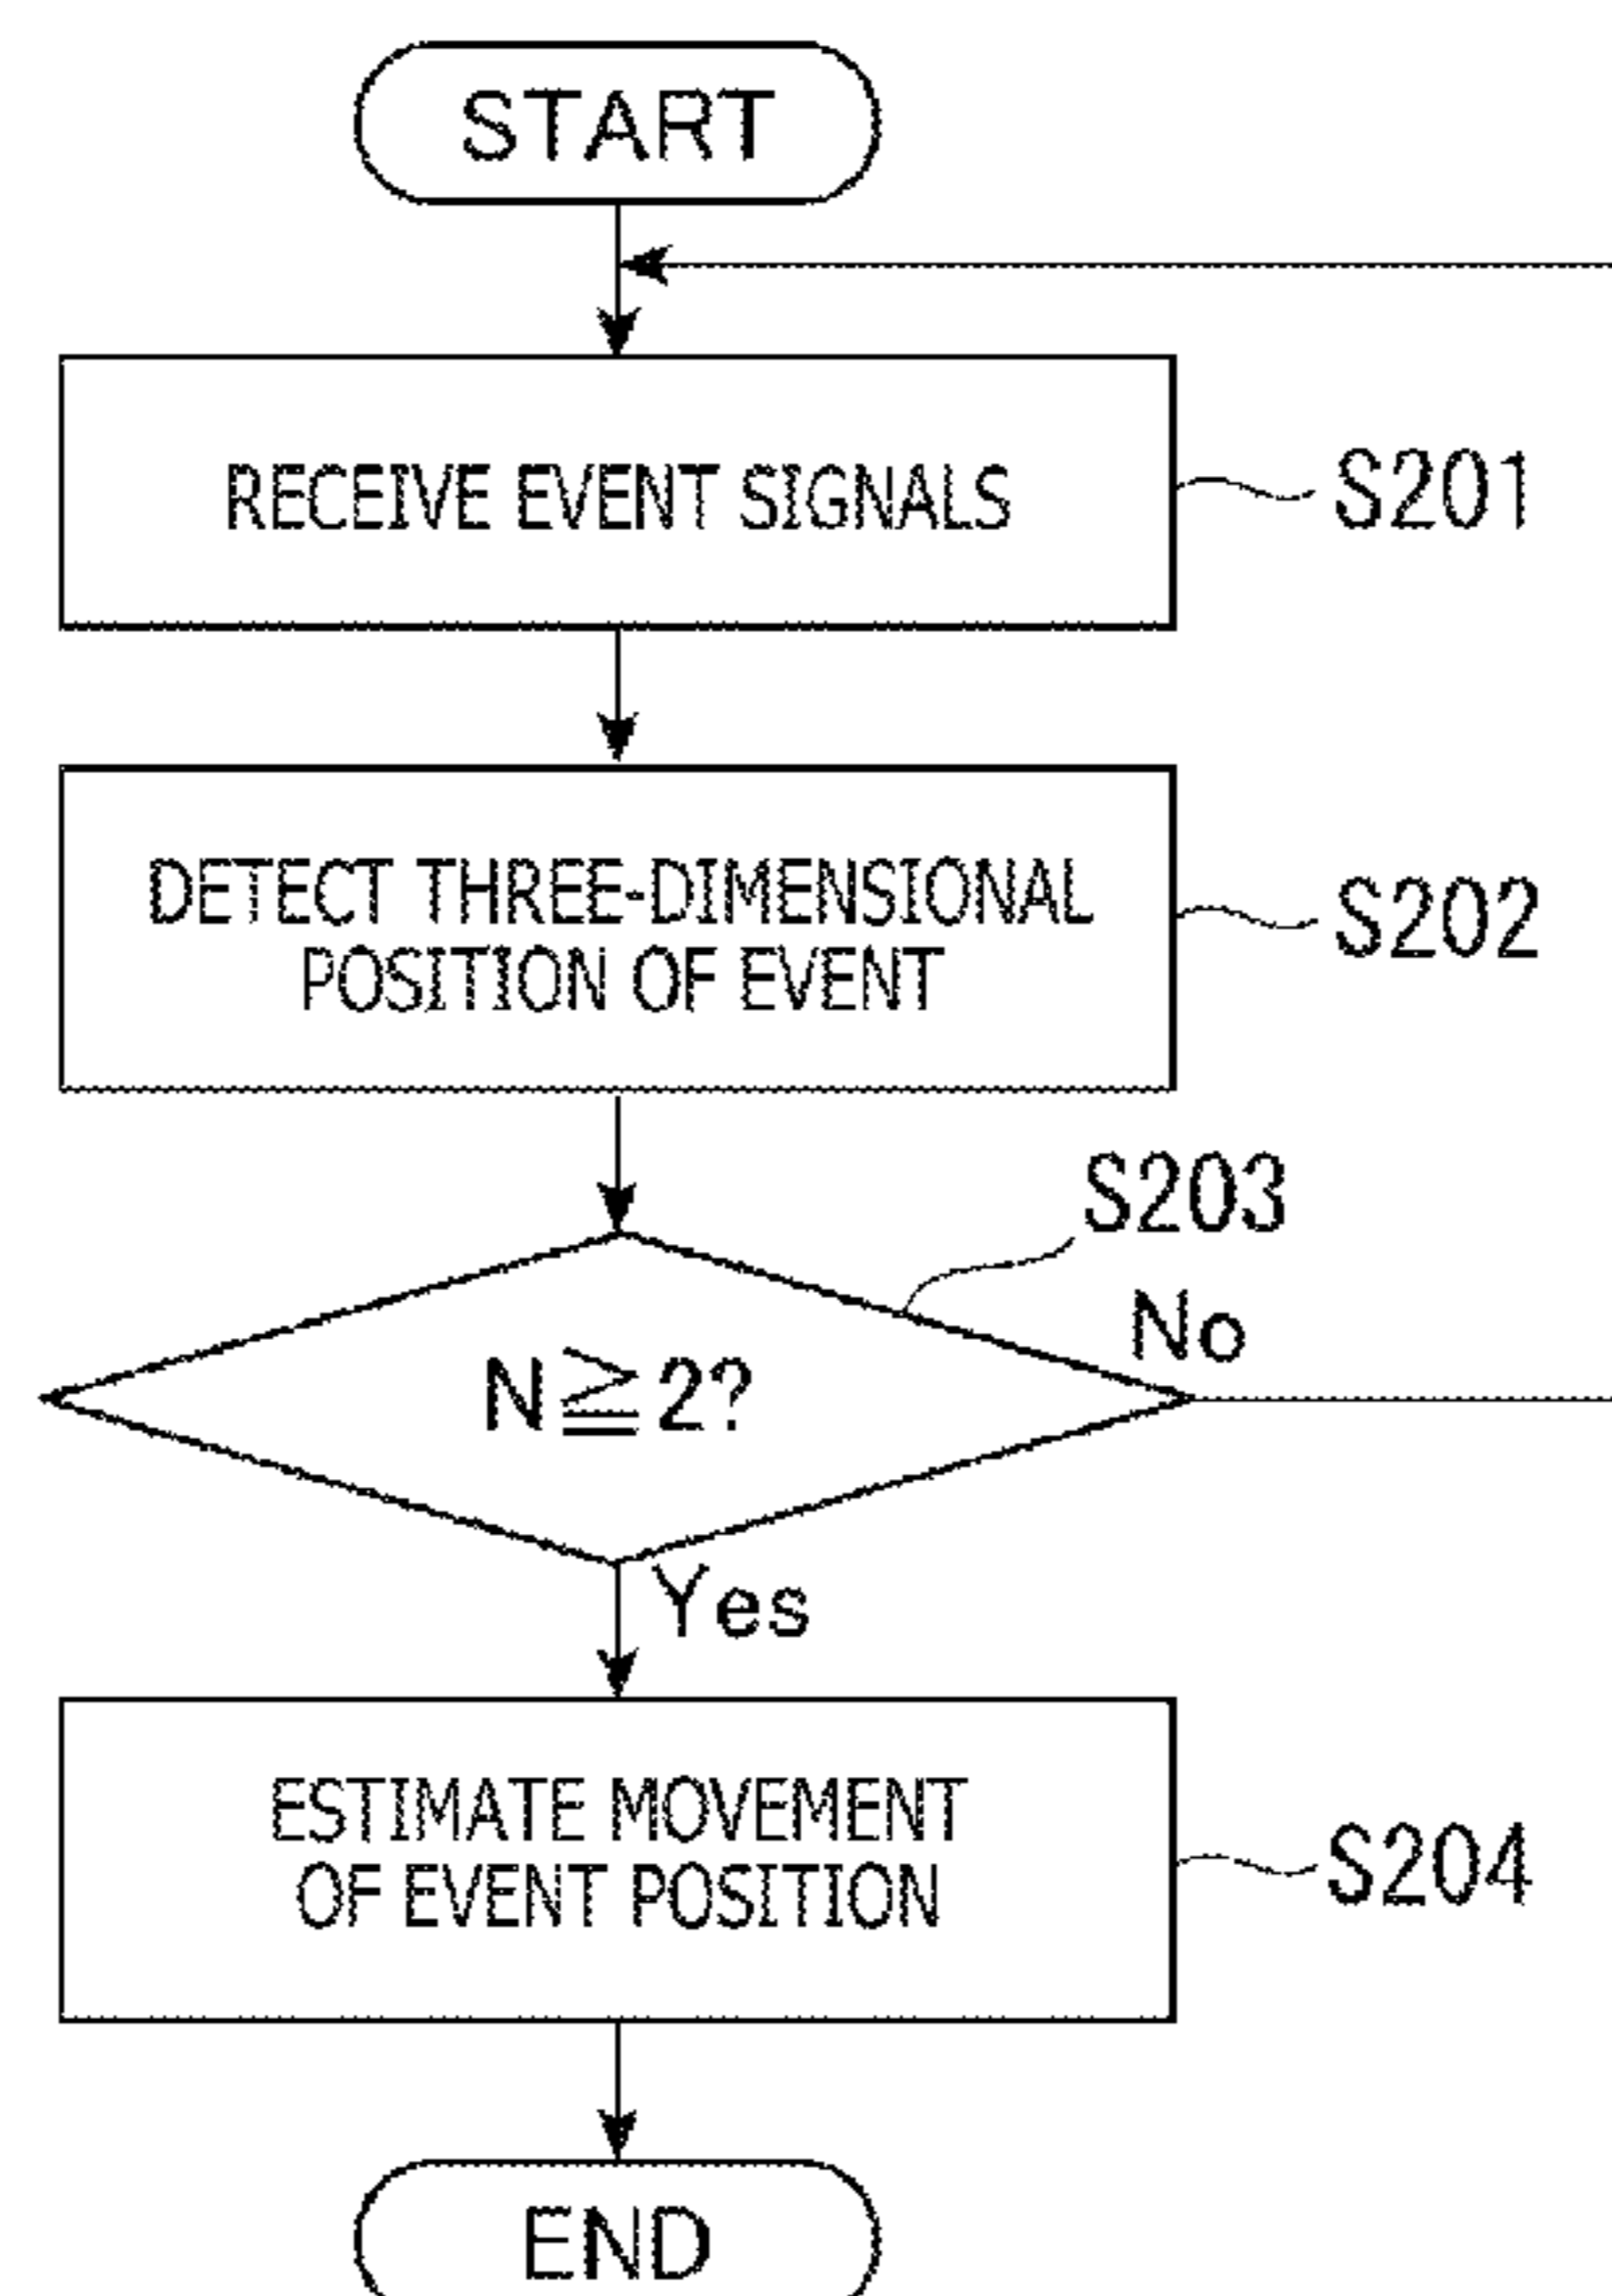 START
RECEIVE EVENT SIGNALS
S201
DETECT THREE-DIMENSIONAL
POSITION OF EVENT
S202
S203
No
N≧2?
Yes
ESTIMATE MOVEMENT
OF EVENT POSITION
S204
END